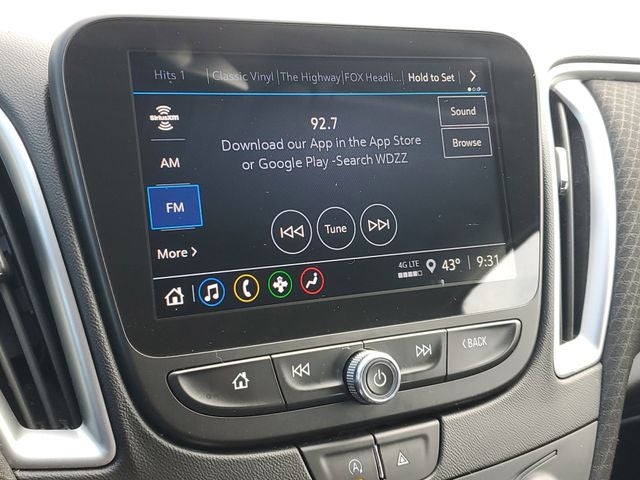 Hits 1 Classic Vinyl The Highway FOX Headli... Hold to Set
SiriusXM
Sound
92.7
AM
Download our App in the App Store
or Google Play -Search WDZZ
Browse
FM
Tune
More
4G LTE 43° 9:31
BACK
A